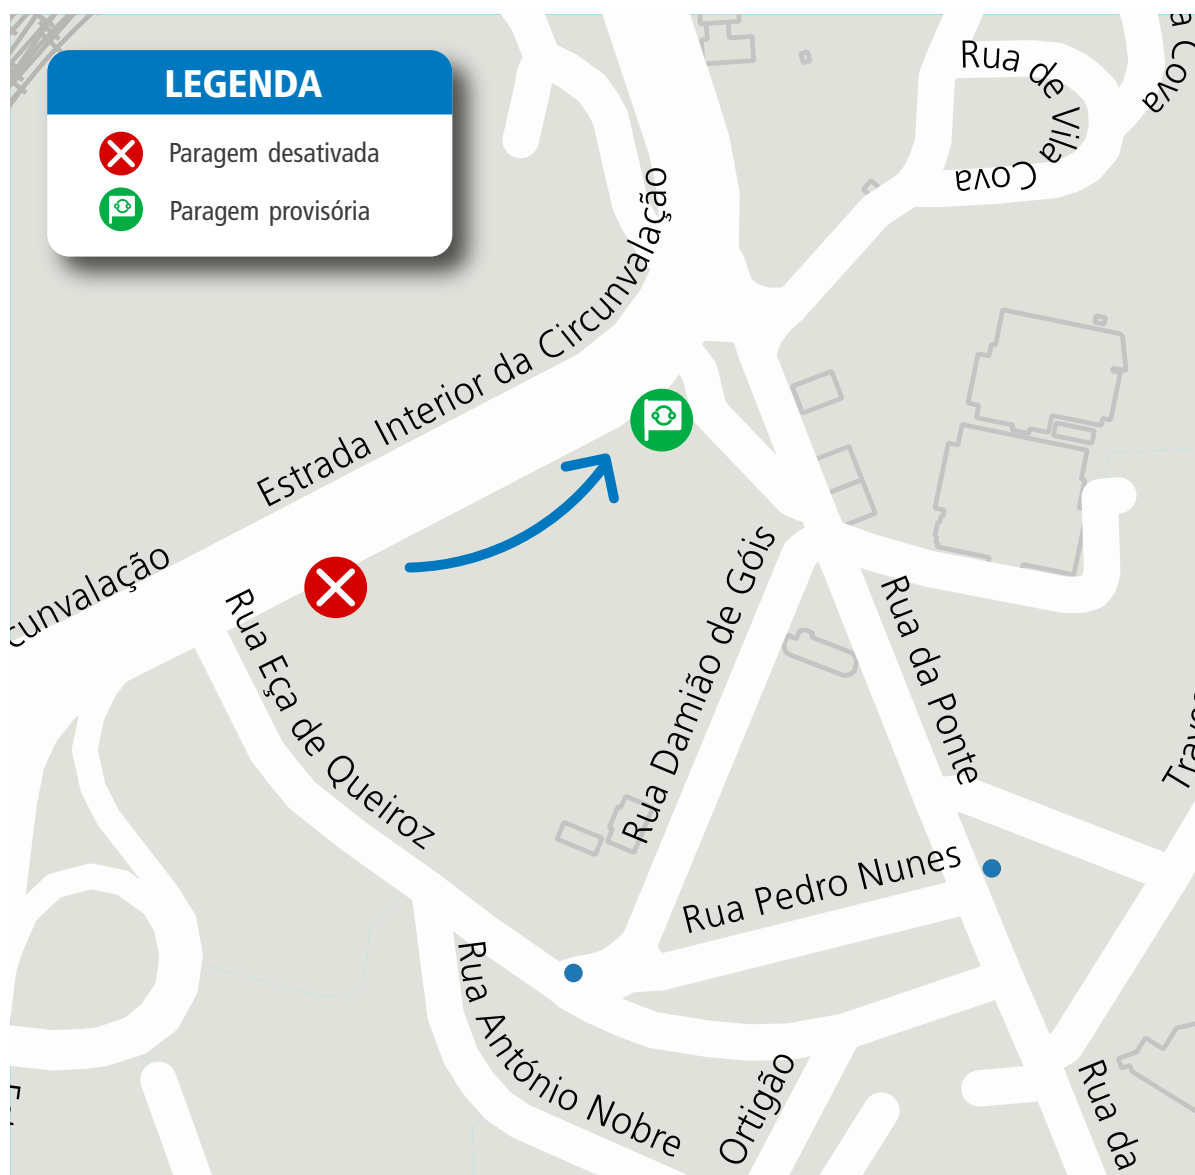 LEGENDA
Paragem desativada
Paragem provisória
Rua de Vila Cova
a Cova
Estrada Interior da Circunvalação
cunvalação
Rua Eça de Queiroz
Rua Damião de Góis
Rua da Ponte
Rua Pedro Nunes
Rua António Nobre
Ortigão
Rua da